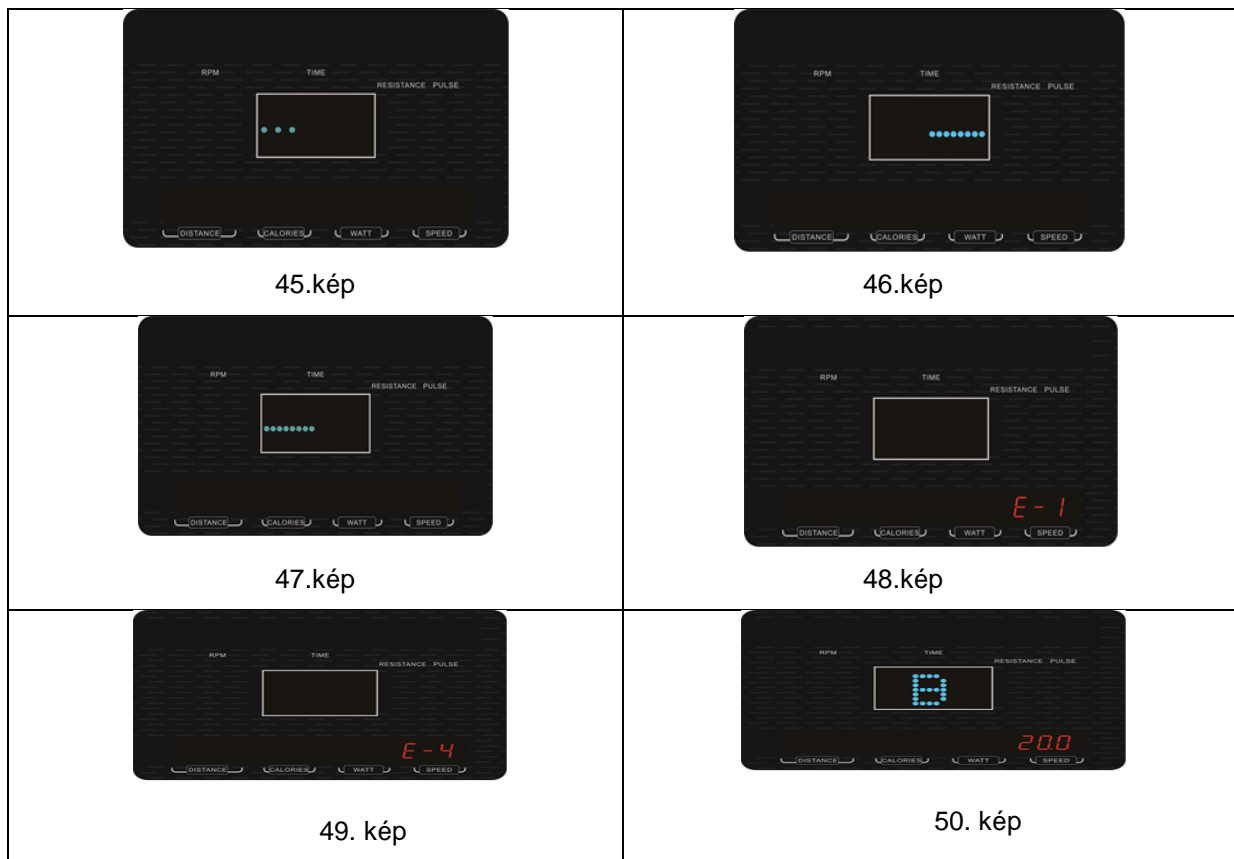 RPM TIME
RESISTANCE PULSE
DISTANCE CALORIES WATT SPEED
45.kép
RPM TIME
RESISTANCE PULSE
DISTANCE CALORIES WATT SPEED
46.kép
RPM TIME
RESISTANCE PULSE
DISTANCE CALORIES WATT SPEED
47.kép
RPM TIME
RESISTANCE PULSE
E-1
DISTANCE CALORIES WATT SPEED
48.kép
RPM TIME
RESISTANCE PULSE
E-4
DISTANCE CALORIES WATT SPEED
49. kép
RPM TIME
RESISTANCE PULSE
B
20.0
DISTANCE CALORIES WATT SPEED
50. kép